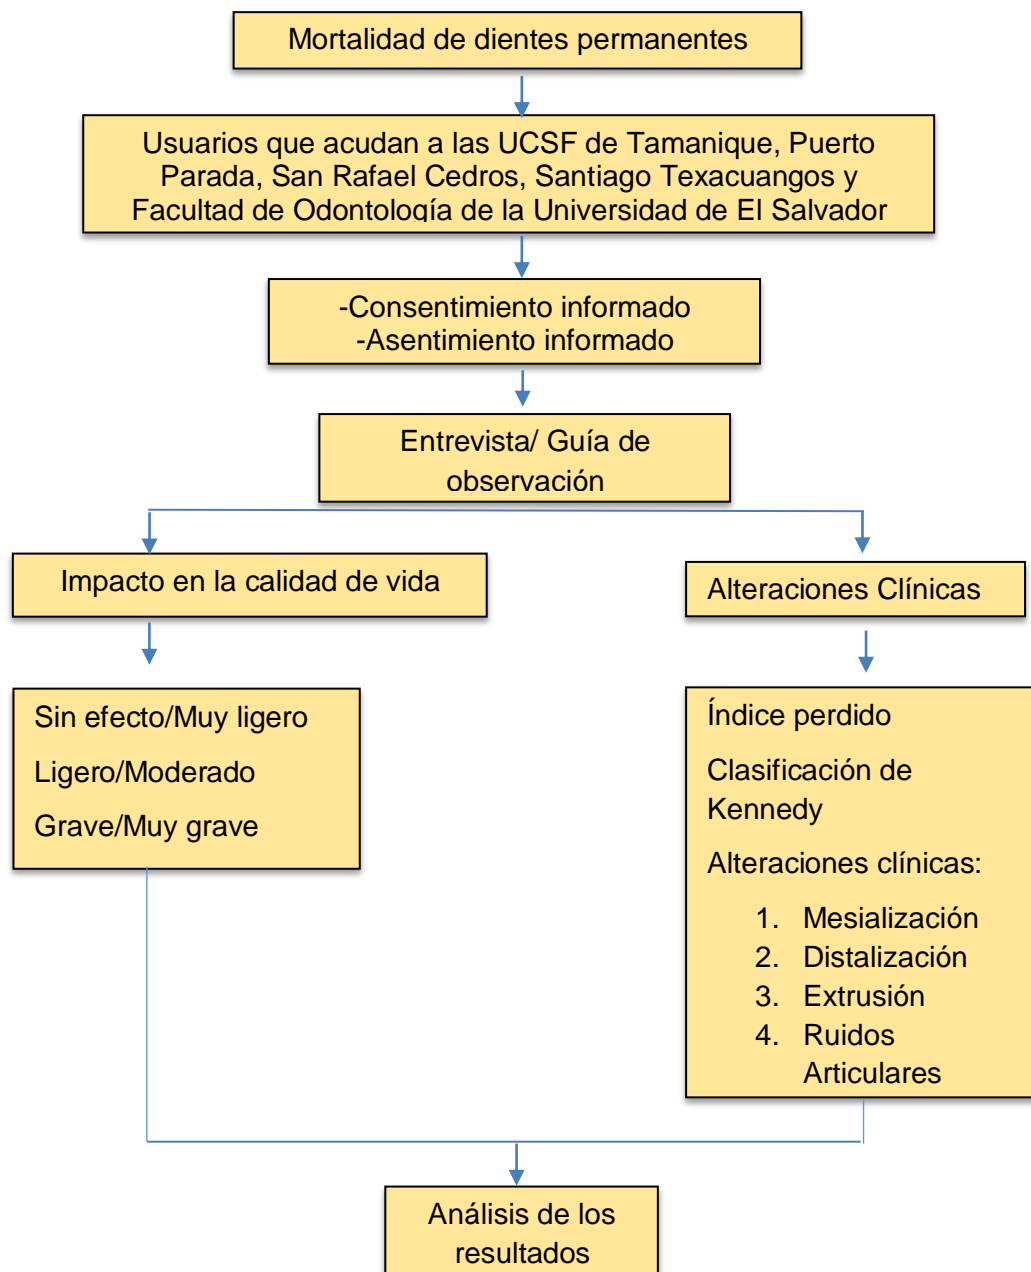 Mortalidad de dientes permanentes
Usuarios que acudan a las UCSF de Tamanique, Puerto
Parada, San Rafael Cedros, Santiago Texacuangos y
Facultad de Odontología de la Universidad de El Salvador
-Consentimiento informado
-Asentimiento informado
Entrevista/ Guía de
observación
Impacto en la calidad de vida
Sin efecto/Muy ligero
Ligero/Moderado
Grave/Muy grave
Alteraciones Clínicas
Índice perdido
Clasificación de
Kennedy
Alteraciones clínicas:
1. Mesialización
2. Distalización
3. Extrusión
4. Ruidos
Articulares
Análisis de los
resultados